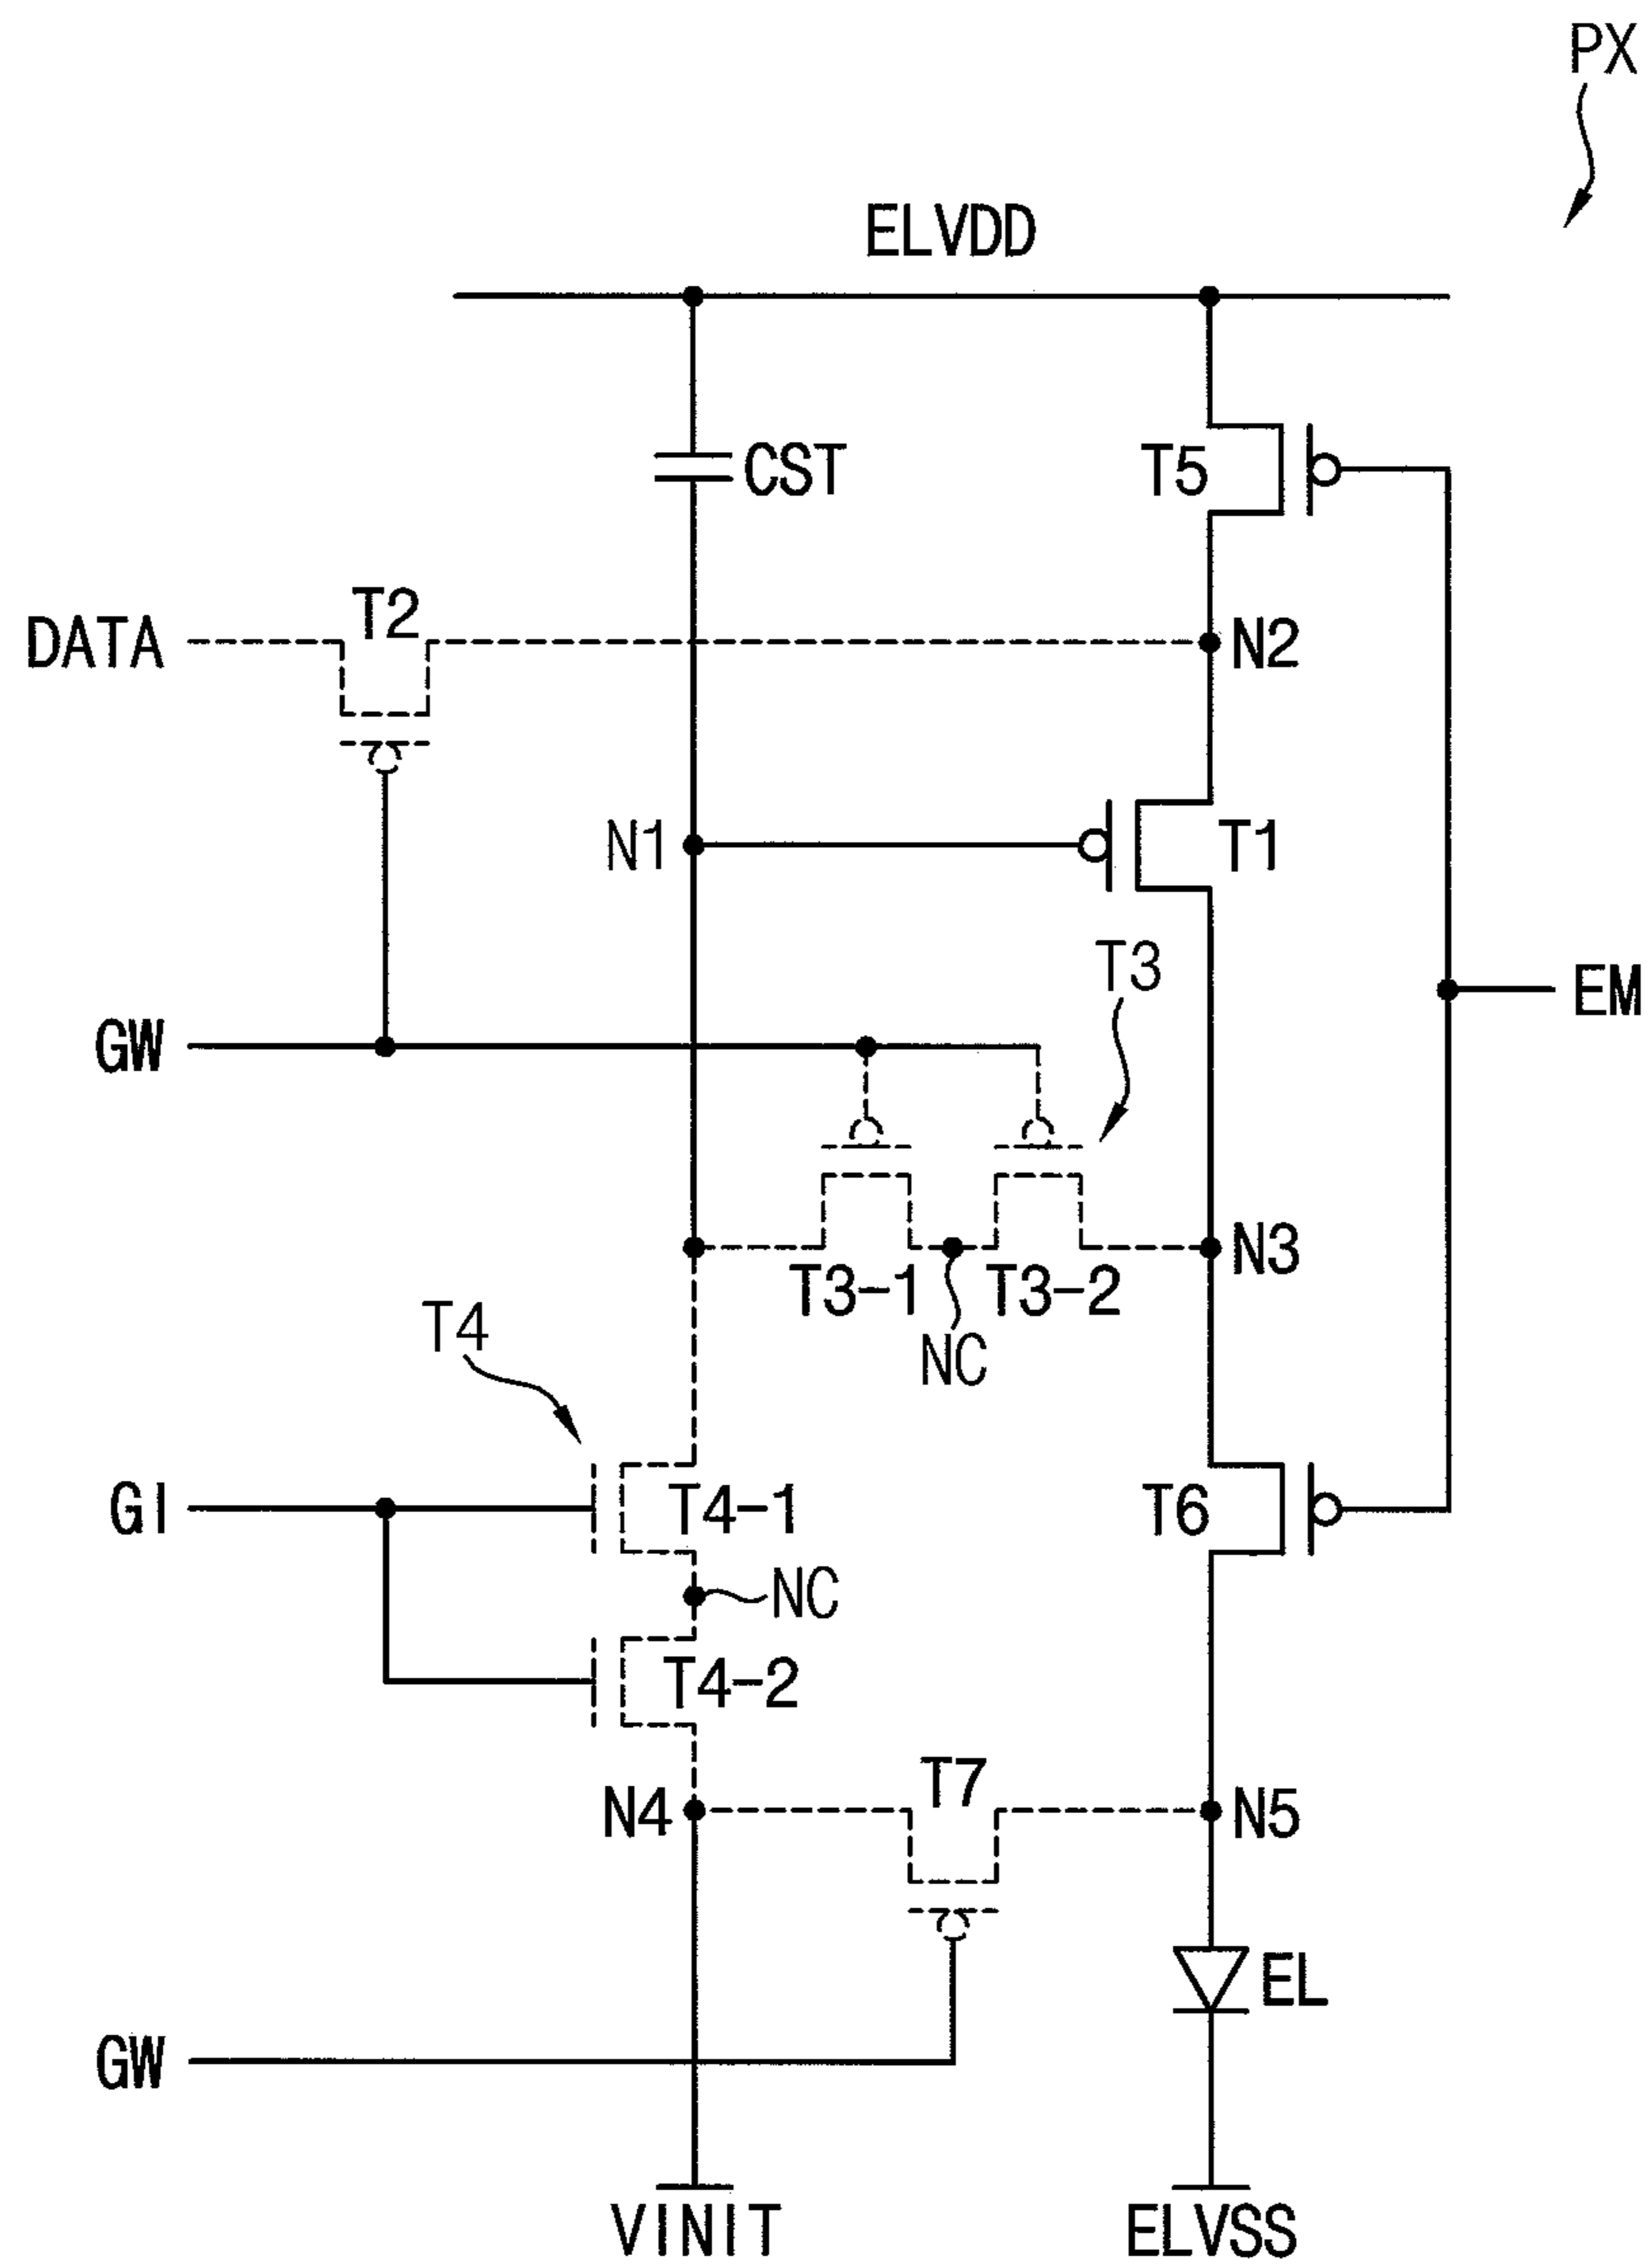 PX
ELVDD
CST
T5
T2
DATA
N2
N1
T1
T3
EM
GW
N3
T3-1
T3-2
T4
NC
GI
T4-1
T6
NC
T4-2
T7
N4
N5
EL
GW
VINIT
ELVSS